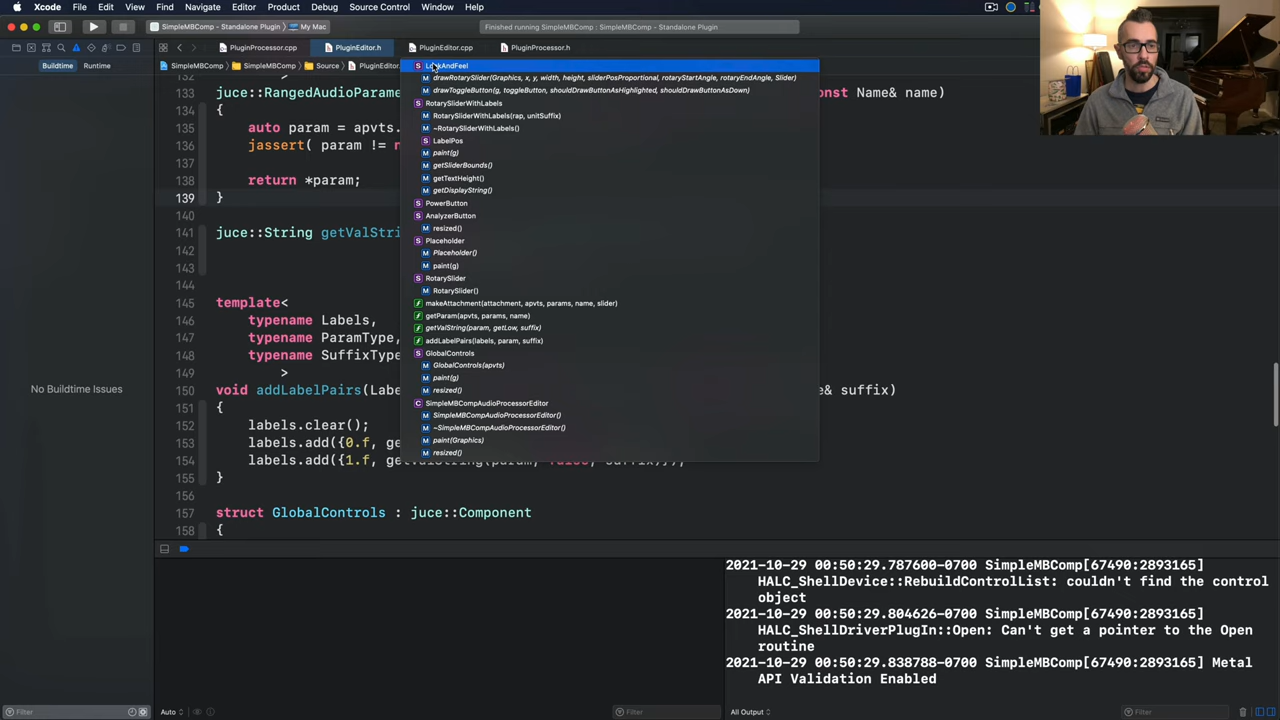 Xcode File Edit View Find Navigate Editor Product Debug Source Control Window Help
SimpleMBComp - Standalone Plugin My Mac
Finished running SimpleMBComp : Standalone Plugin
PluginProcessor.cpp PluginEditor.h PluginEditor.cpp PluginProcessor.h
Buildtime Runtime
SimpleMBComp SimpleMBComp Source PluginEditor.
LookAndFeel
drawRotarySlider(Graphics, x, y, width, height, sliderPosProportional, rotaryStartAngle, rotaryEndAngle, Slider)
drawToggleButton(g, toggleButton, shouldDrawButtonAsHighlighted, shouldDrawButtonAsDown)
RotarySliderWithLabels
RotarySliderWithLabels(rap, unitSuffix)
~RotarySliderWithLabels()
LabelPos
paint(g)
getSliderBounds()
getTextHeight()
getDisplayString()
PowerButton
AnalyzerButton
resized()
Placeholder
Placeholder()
paint(g)
RotarySlider
RotarySlider()
makeAttachment(attachment, apvts, params, name, slider)
getParam(apvts, params, name)
getValString(param, getLow, suffix)
addLabelPairs(labels, param, suffix)
GlobalControls
GlobalControls(apvts)
paint(g)
resized()
SimpleMBCompAudioProcessorEditor
SimpleMBCompAudioProcessorEditor()
~SimpleMBCompAudioProcessorEditor()
paint(Graphics)
resized()
132 >
133 juce::RangedAudioParame const Name& name)
134 {
135 auto param = apvts.
136 jassert( param != n
137
138 return *param;
139 }
140
141 juce::String getValStri
142
143
144
145 template<
146 typename Labels,
147 typename ParamType,
148 typename SuffixType
149 >
150 void addLabelPairs(Labe e& suffix)
151 {
152 labels.clear();
153 labels.add({0.f, ge
154 labels.add({1.f, getValString(param, false, suffix)});
155 }
156
157 struct GlobalControls : juce::Component
158 {
No Buildtime Issues
2021-10-29 00:50:29.787600-0700 SimpleMBComp[67490:2893165]
HALC_ShellDevice::RebuildControlList: couldn't find the control
object
2021-10-29 00:50:29.804626-0700 SimpleMBComp[67490:2893165]
HALC_ShellDriverPlugIn::Open: Can't get a pointer to the Open
routine
2021-10-29 00:50:29.838788-0700 SimpleMBComp[67490:2893165] Metal
API Validation Enabled
Filter Auto Filter All Output Filter